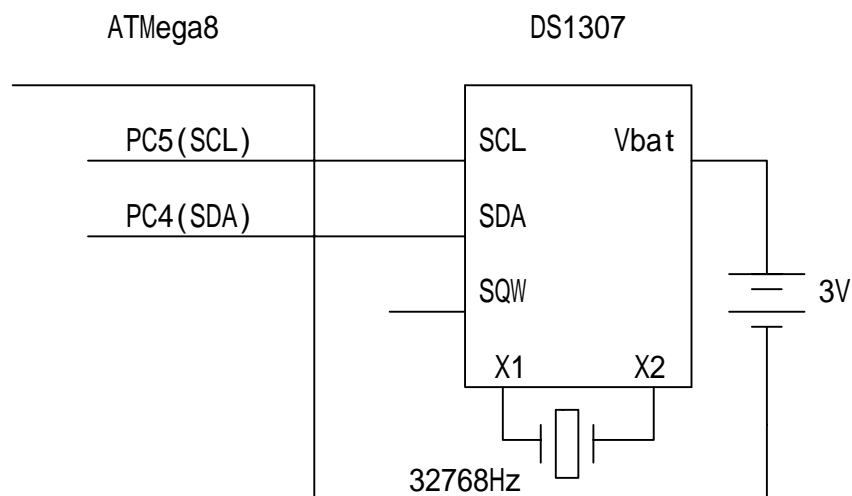 ATMega8 DS1307
PC5(SCL) SCL Vbat
PC4(SDA) SDA
SQW 3V
X1 X2
32768Hz